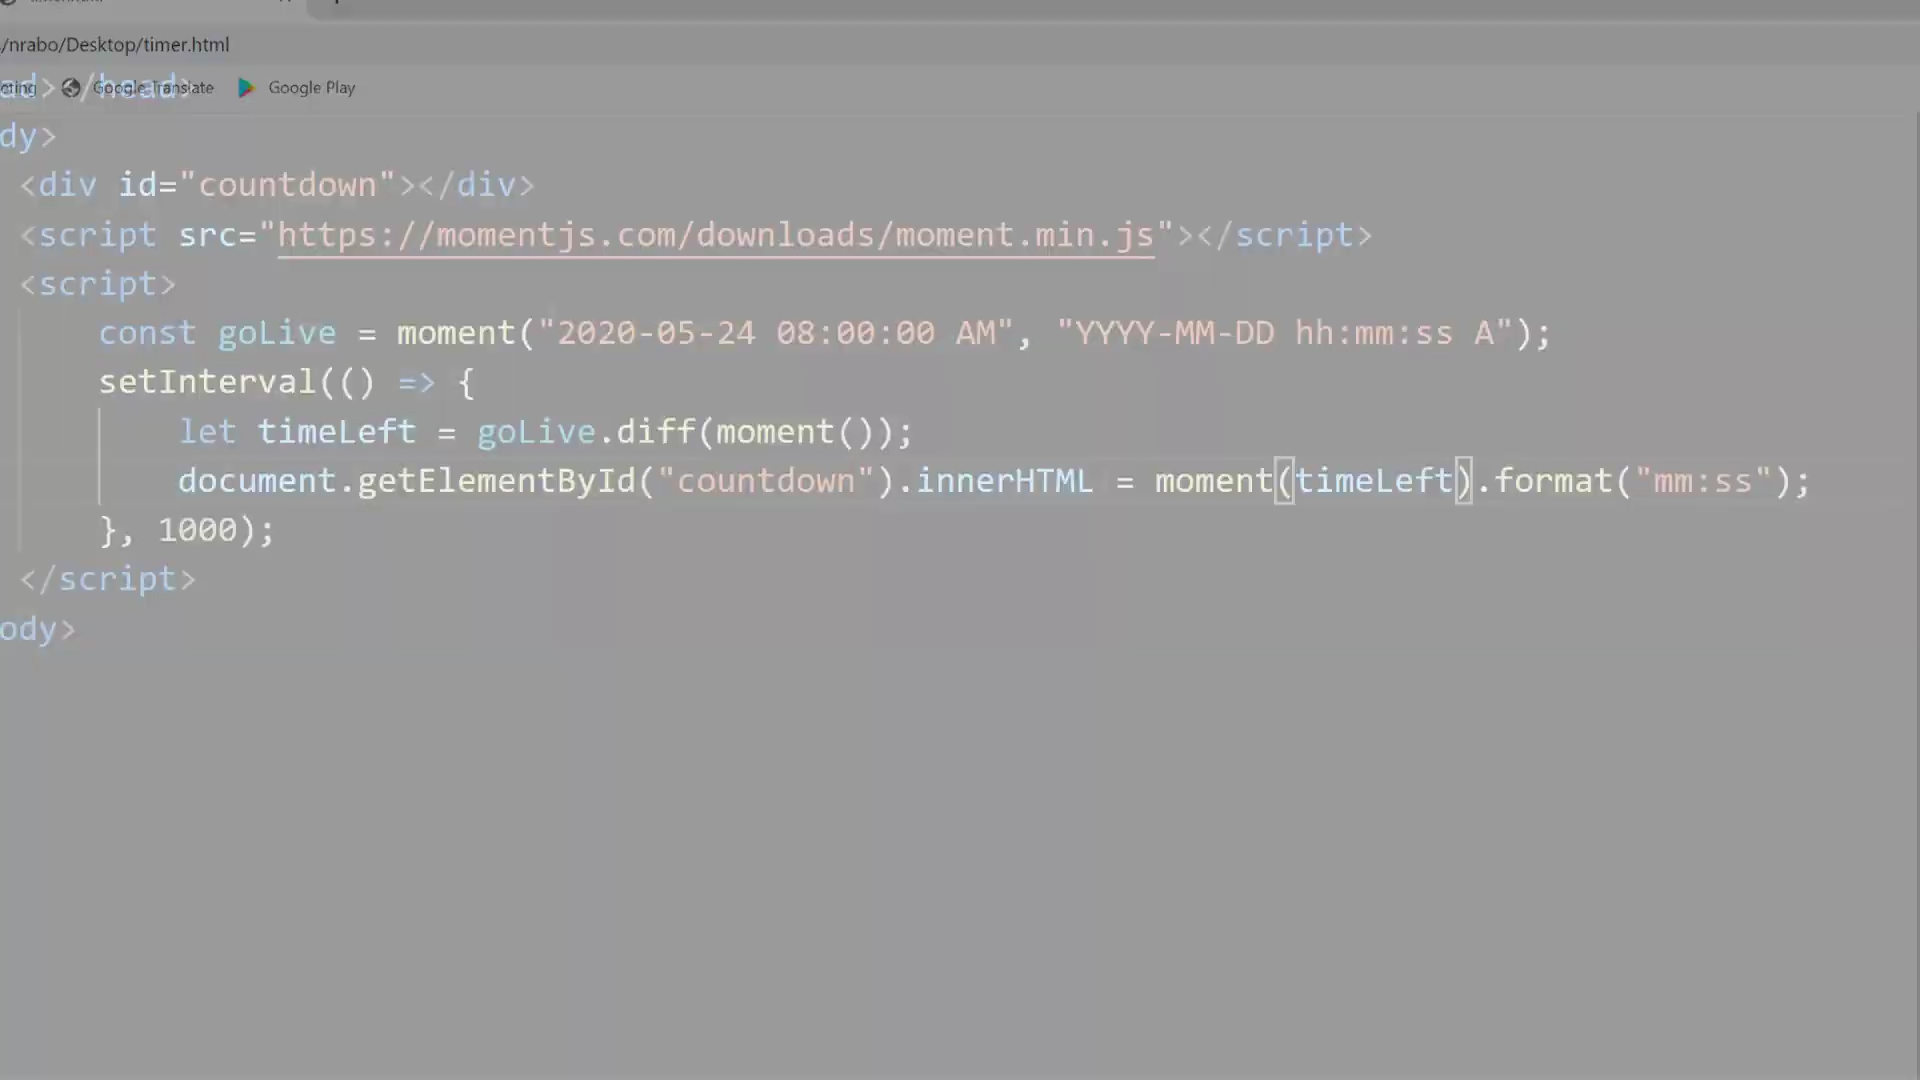 /nrabo/Desktop/timer.html
ad></head>
Google Translate Google Play
dy>
<div id="countdown"></div>
<script src="https://momentjs.com/downloads/moment.min.js"></script>
<script>
const goLive = moment("2020-05-24 08:00:00 AM", "YYYY-MM-DD hh:mm:ss A");
setInterval(() => {
let timeLeft = goLive.diff(moment());
document.getElementById("countdown").innerHTML = moment(timeLeft).format("mm:ss");
}, 1000);
</script>
ody>